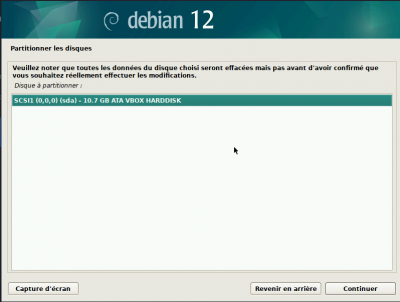 debian 12
Partitionner les disques
Veuillez noter que toutes les données du disque choisi seront effacées mais pas avant d'avoir confirmé que
vous souhaitez réellement effectuer les modifications.
Disque à partitionner :
SCSI1 (0,0,0) (sda) - 10.7 GB ATA VBOX HARDDISK
Capture d'écran
Revenir en arrière
Continuer